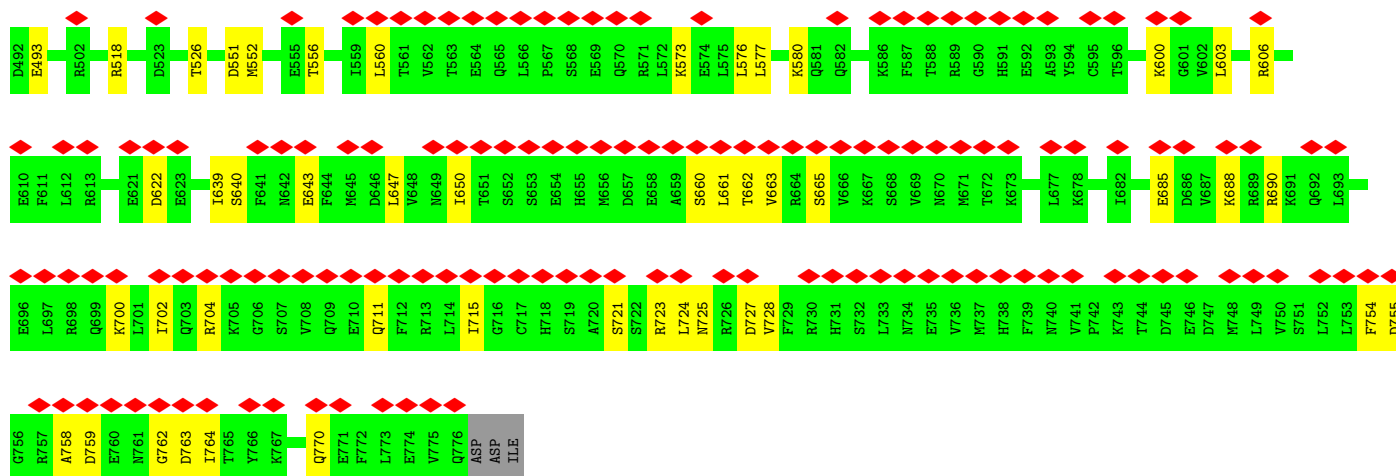 D492 E493 R502 R518 D523 T526 D551 M552 E555 T556 I559 L560 T561 V562 T563 E564 Q565 L566 P567 S568 E569 Q570 R571 L572 K573 E574 L575 L576 L577 K580 Q581 Q582 K586 F587 T588 R589 G590 H591 E592 A593 Y594 C595 T596 K600 G601 V602 L603 R606
E610 F611 L612 R613 E621 D622 E623 I639 S640 F641 N642 E643 F644 M645 D646 L647 V648 N649 I650 T651 S652 S653 E654 H655 M656 D657 E658 A659 S660 L661 T662 V663 R664 S665 V666 K667 S668 V669 N670 M671 T672 K673 L677 K678 I682 E685 D686 V687 K688 R689 R690 K691 Q692 L693
E696 L697 R698 Q699 K700 L701 I702 Q703 R704 K705 G706 S707 V708 Q709 E710 Q711 F712 R713 L714 I715 G716 C717 H718 S719 A720 S721 S722 R723 L724 N725 R726 D727 V728 F729 R730 H731 S732 L733 N734 E735 V736 M737 H738 F739 N740 V741 P742 K743 T744 D745 E746 D747 M748 L749 V750 S751 L752 L753 F754 D755
G756 R757 A758 D759 E760 N761 G762 D763 I764 T765 Y766 K767 Q770 E771 F772 L773 E774 V775 Q776 ASP ASP ILE